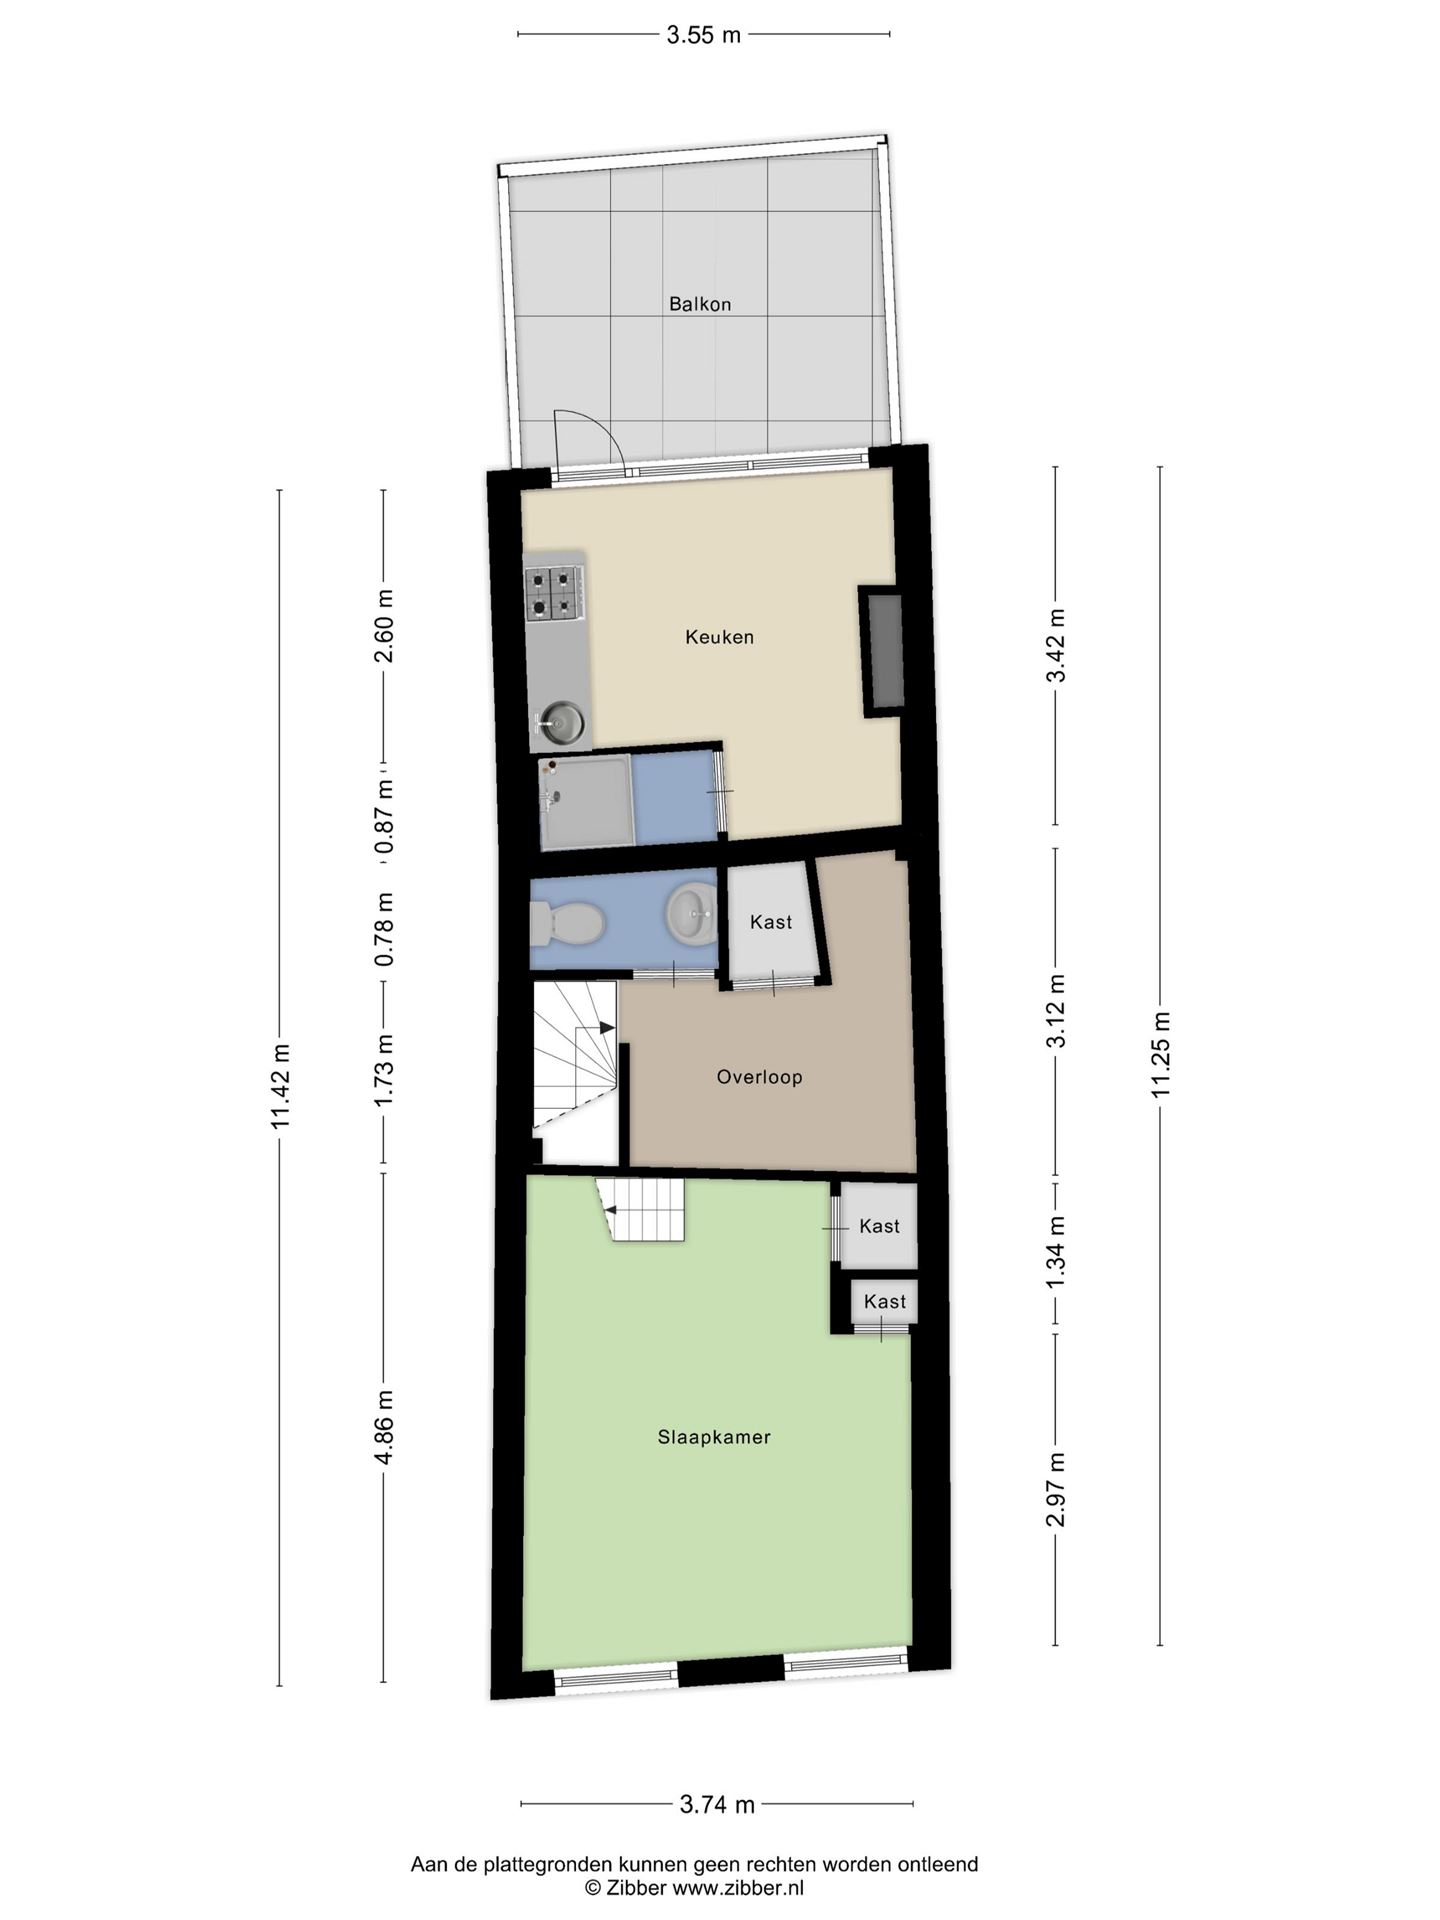 3.55 m
Balkon
Keuken
2.60 m
3.42 m
0.87 m
0.78 m
Kast
3.12 m
11.42 m
1.73 m
Overloop
11.25 m
Kast
1.34 m
Kast
4.86 m
Slaapkamer
2.97 m
3.74 m
Aan de plattegronden kunnen geen rechten worden ontleend
© Zibber www.zibber.nl